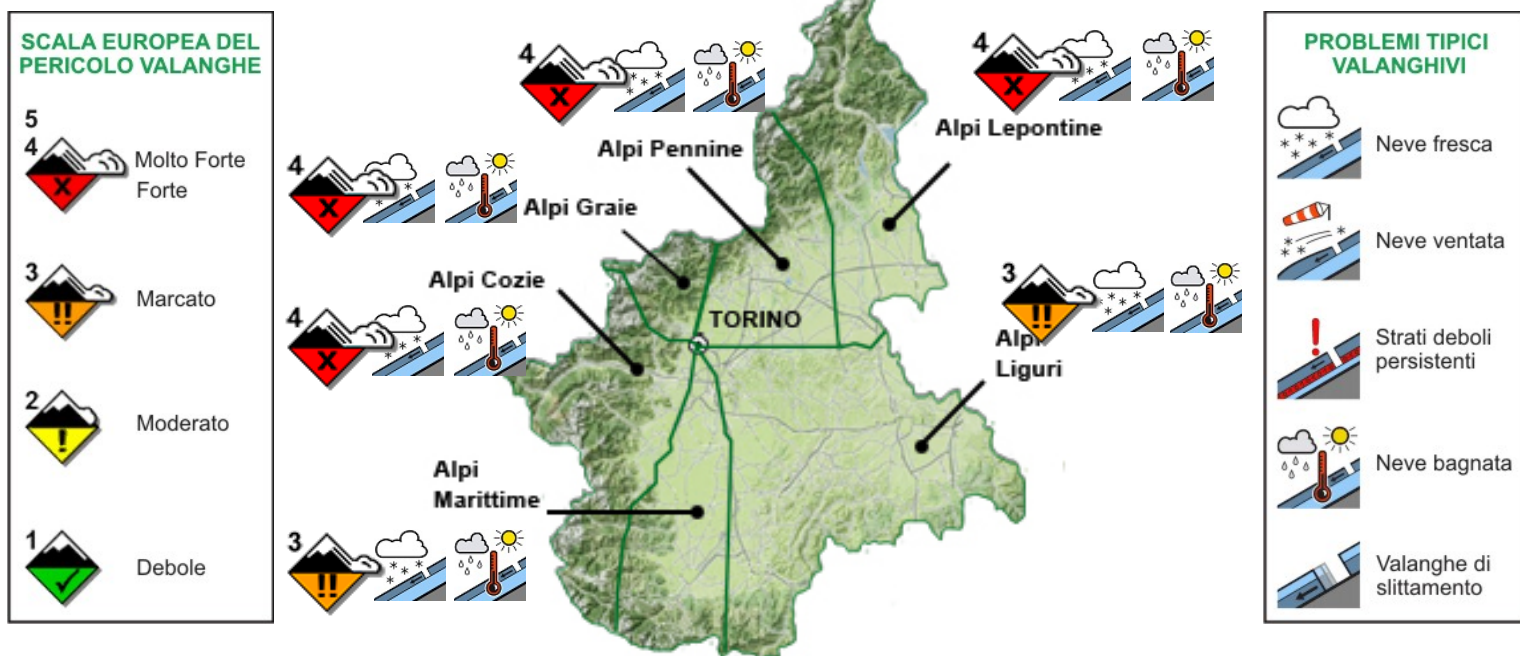 SCALA EUROPEA DEL
PERICOLO VALANGHE
5
4
Molto Forte
Forte
3
Marcato
2
Moderato
1
Debole
4
4
Alpi Lepontine
Alpi Pennine
4
Alpi Graie
Alpi Cozie
3
4
TORINO
Alpi
Liguri
Alpi
Marittime
3
PROBLEMI TIPICI
VALANGHIVI
Neve fresca
Neve ventata
Strati deboli
persistenti
Neve bagnata
Valanghe di
slittamento